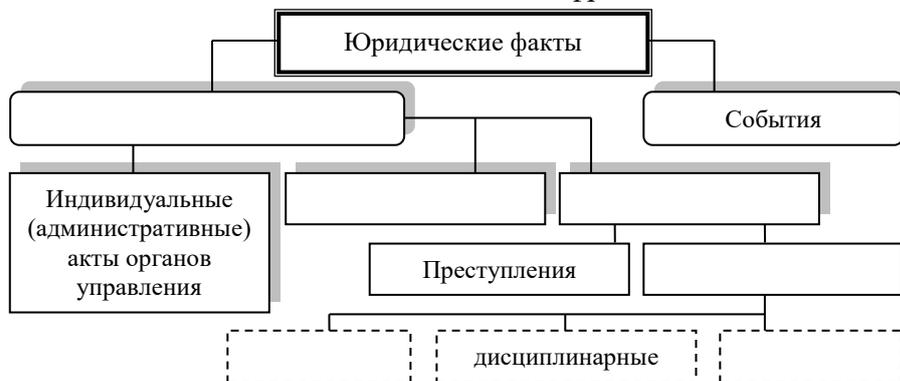 Юридические факты
События
Индивидуальные
(административные)
акты органов
управления
Преступления
дисциплинарные